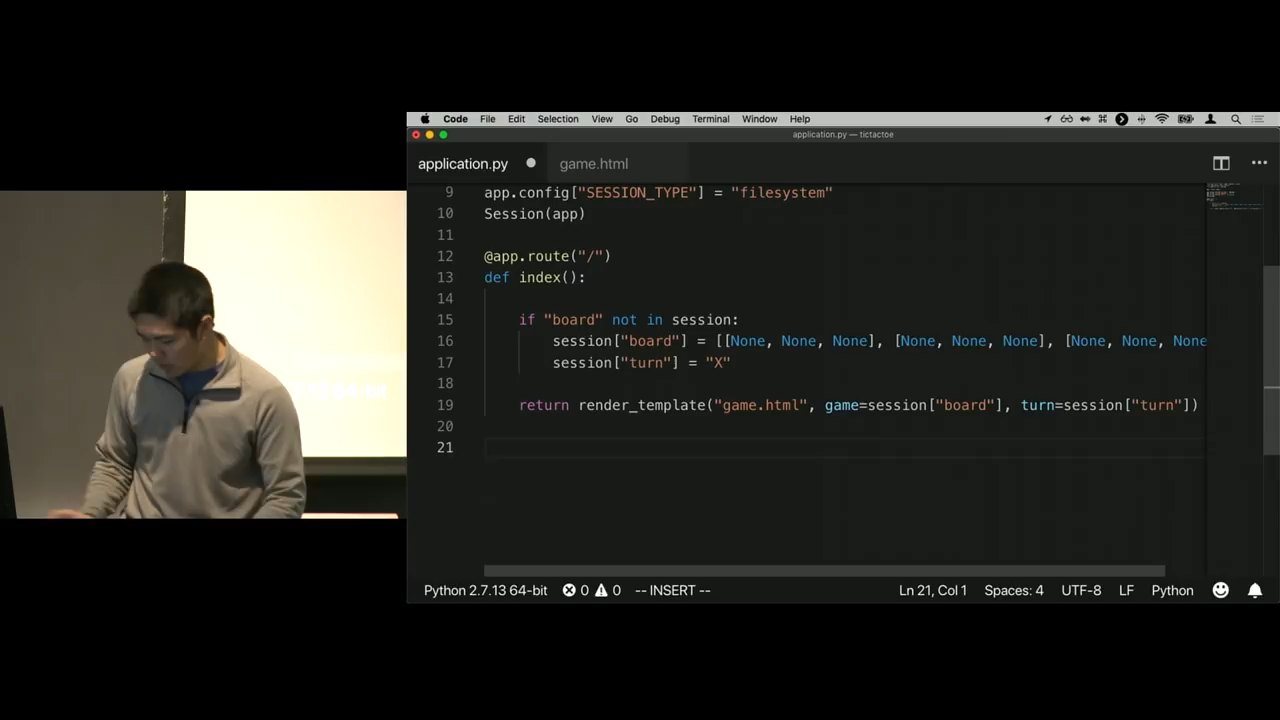 Code File Edit Selection View Go Debug Terminal Window Help
application.py — tictactoe
application.py game.html
9 app.config["SESSION_TYPE"] = "filesystem"
10 Session(app)
11
12 @app.route("/")
13 def index():
14
15 if "board" not in session:
16 session["board"] = [[None, None, None], [None, None, None], [None, None, None
17 session["turn"] = "X"
18
19 return render_template("game.html", game=session["board"], turn=session["turn"])
20
21
Python 2.7.13 64-bit 0 0 -- INSERT -- Ln 21, Col 1 Spaces: 4 UTF-8 LF Python